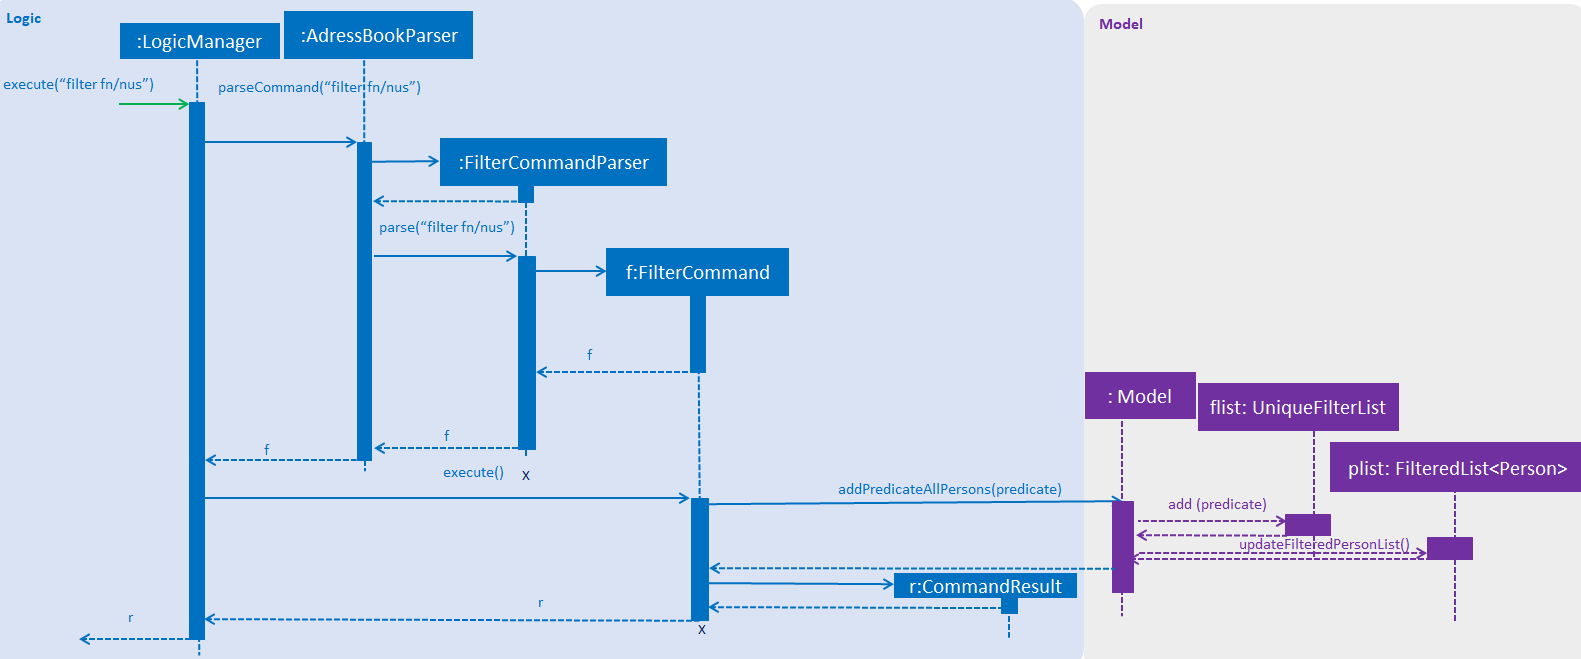 Logic
Model
:LogicManager
:AdressBookParser
execute(“filter fn/nus”)
parseCommand(“filter fn/nus”)
:FilterCommandParser
parse(“filter fn/nus”)
f:FilterCommand
f
: Model
flist: UniqueFilterList
f
f
execute()
x
plist: FilteredList<Person>
addPredicateAllPersons(predicate)
add (predicate)
updateFilteredPersonList()
r:CommandResult
r
r
x